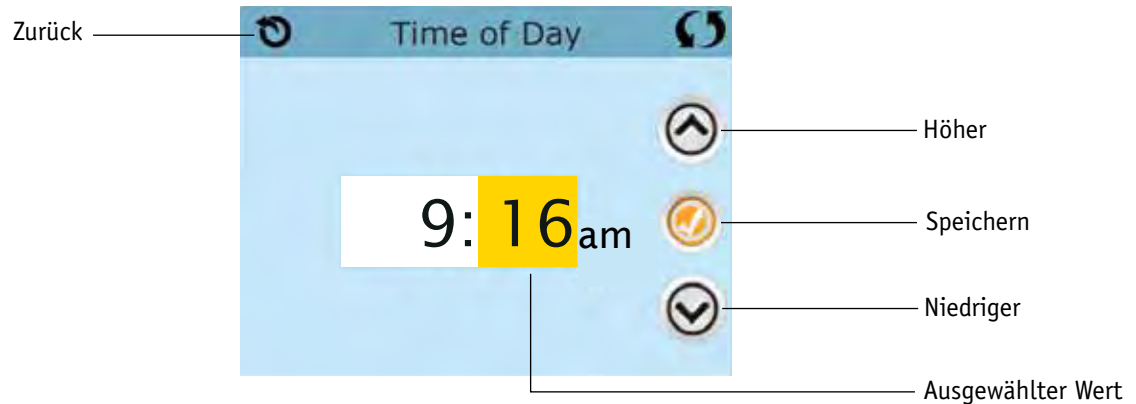 Zurück
Time of Day
Höher
9:16am
Speichern
Niedriger
Ausgewählter Wert